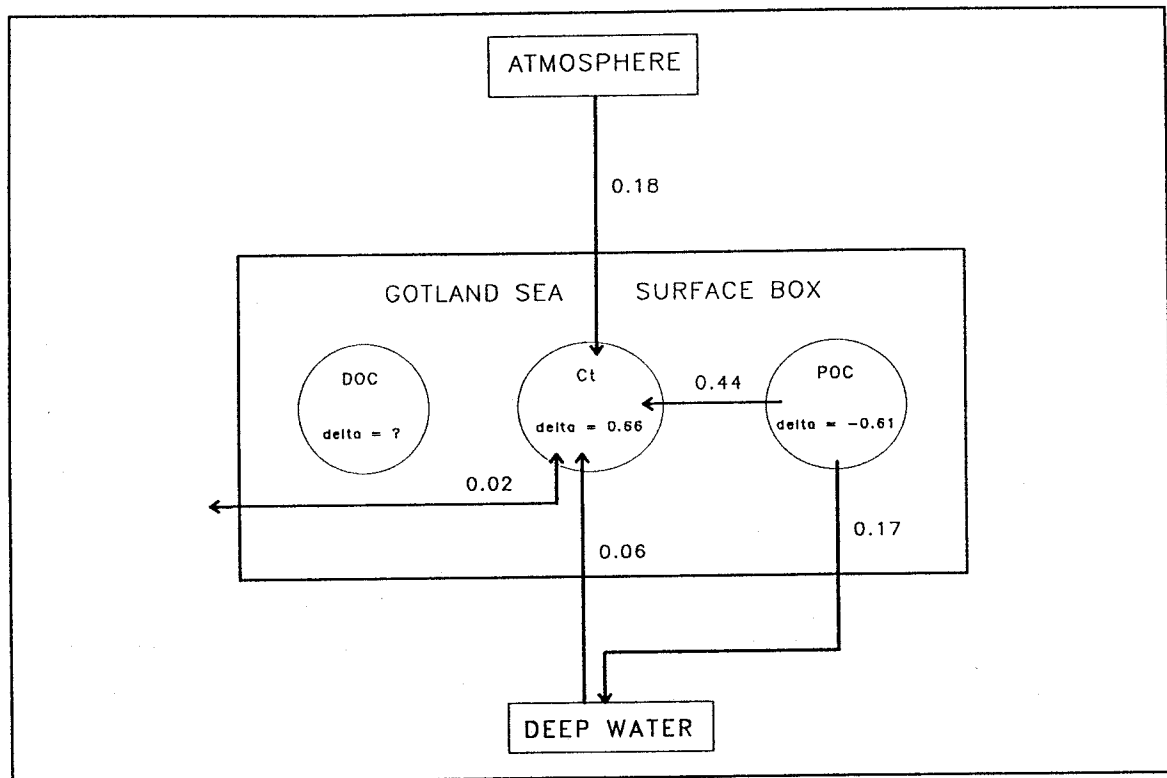 ATMOSPHERE
0.18
GOTLAND SEA SURFACE BOX
DOC
delta = ?
Ct
delta = 0.66
0.44
POC
delta = -0.61
0.02
0.06
0.17
DEEP WATER